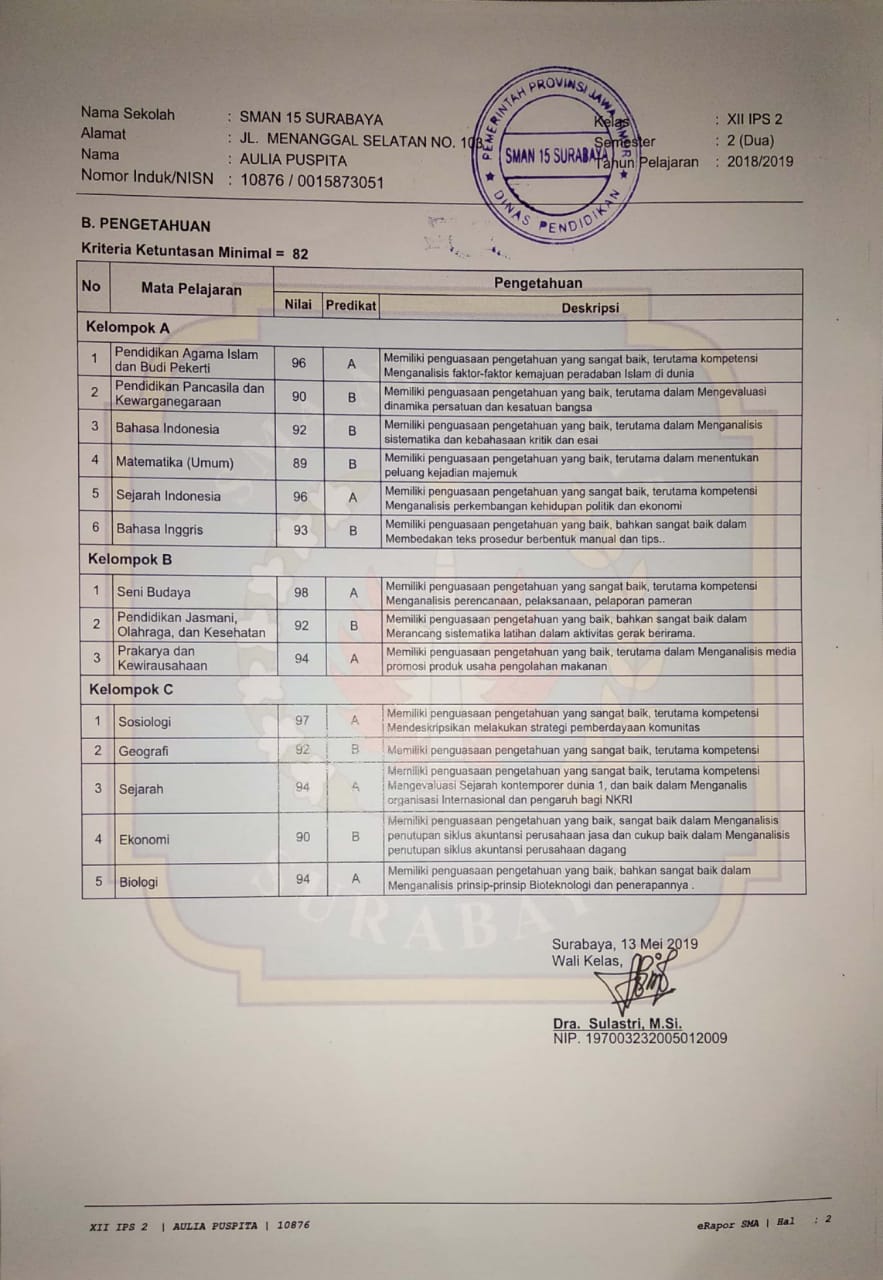 Nama Sekolah : SMAN 15 SURABAYA
Alamat : JL. MENANGGAL SELATAN NO. 103
Nama : AULIA PUSPITA
Nomor Induk/NISN : 10876 / 0015873051
Kelas : XII IPS 2
Semester : 2 (Dua)
Tahun Pelajaran : 2018/2019
PEMERINTAH PROVINSI JAWA TIMUR
SMAN 15 SURABAYA
DINAS PENDIDIKAN
B. PENGETAHUAN
Kriteria Ketuntasan Minimal = 82
No Mata Pelajaran Pengetahuan
Nilai Predikat Deskripsi
Kelompok A
1 Pendidikan Agama Islam dan Budi Pekerti 96 A Memiliki penguasaan pengetahuan yang sangat baik, terutama kompetensi
Menganalisis faktor-faktor kemajuan peradaban Islam di dunia
2 Pendidikan Pancasila dan Kewarganegaraan 90 B Memiliki penguasaan pengetahuan yang baik, terutama dalam Mengevaluasi
dinamika persatuan dan kesatuan bangsa
3 Bahasa Indonesia 92 B Memiliki penguasaan pengetahuan yang baik, terutama dalam Menganalisis
sistematika dan kebahasaan kritik dan esai
4 Matematika (Umum) 89 B Memiliki penguasaan pengetahuan yang baik, terutama dalam menentukan
peluang kejadian majemuk
5 Sejarah Indonesia 96 A Memiliki penguasaan pengetahuan yang sangat baik, terutama kompetensi
Menganalisis perkembangan kehidupan politik dan ekonomi
6 Bahasa Inggris 93 B Memiliki penguasaan pengetahuan yang baik, bahkan sangat baik dalam
Membedakan teks prosedur berbentuk manual dan tips..
Kelompok B
1 Seni Budaya 98 A Memiliki penguasaan pengetahuan yang sangat baik, terutama kompetensi
Menganalisis perencanaan, pelaksanaan, pelaporan pameran
2 Pendidikan Jasmani, Olahraga, dan Kesehatan 92 B Memiliki penguasaan pengetahuan yang baik, bahkan sangat baik dalam
Merancang sistematika latihan dalam aktivitas gerak berirama.
3 Prakarya dan Kewirausahaan 94 A Memiliki penguasaan pengetahuan yang baik, terutama dalam Menganalisis media
promosi produk usaha pengolahan makanan
Kelompok C
1 Sosiologi 97 A Memiliki penguasaan pengetahuan yang sangat baik, terutama kompetensi
Mendeskripsikan melakukan strategi pemberdayaan komunitas
2 Geografi 92 B Memiliki penguasaan pengetahuan yang sangat baik, terutama kompetensi
3 Sejarah 94 A Memiliki penguasaan pengetahuan yang sangat baik, terutama kompetensi
Mengevaluasi Sejarah kontemporer dunia 1, dan baik dalam Menganalis
organisasi Internasional dan pengaruh bagi NKRI
4 Ekonomi 90 B Memiliki penguasaan pengetahuan yang baik, sangat baik dalam Menganalisis
penutupan siklus akuntansi perusahaan jasa dan cukup baik dalam Menganalisis
penutupan siklus akuntansi perusahaan dagang
5 Biologi 94 A Memiliki penguasaan pengetahuan yang baik, bahkan sangat baik dalam
Menganalisis prinsip-prinsip Bioteknologi dan penerapannya .
SURABAYA
Surabaya, 13 Mei 2019
Wali Kelas,
Dra. Sulastri, M.Si.
NIP. 197003232005012009
XII IPS 2 | AULIA PUSPITA | 10876
eRapor SMA | Hal : 2